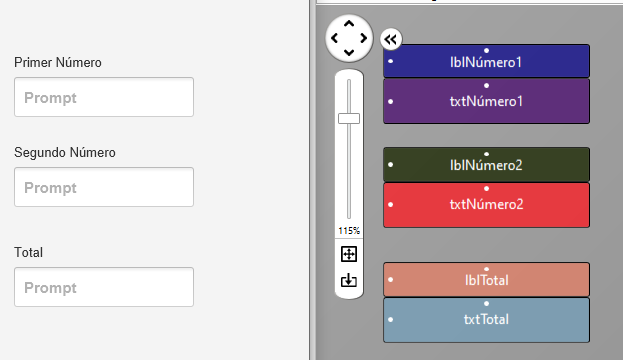 Primer Número
Prompt
Segundo Número
Prompt
Total
Prompt
lblNúmero1
txtNúmero1
lblNúmero2
txtNúmero2
115%
lblTotal
txtTotal